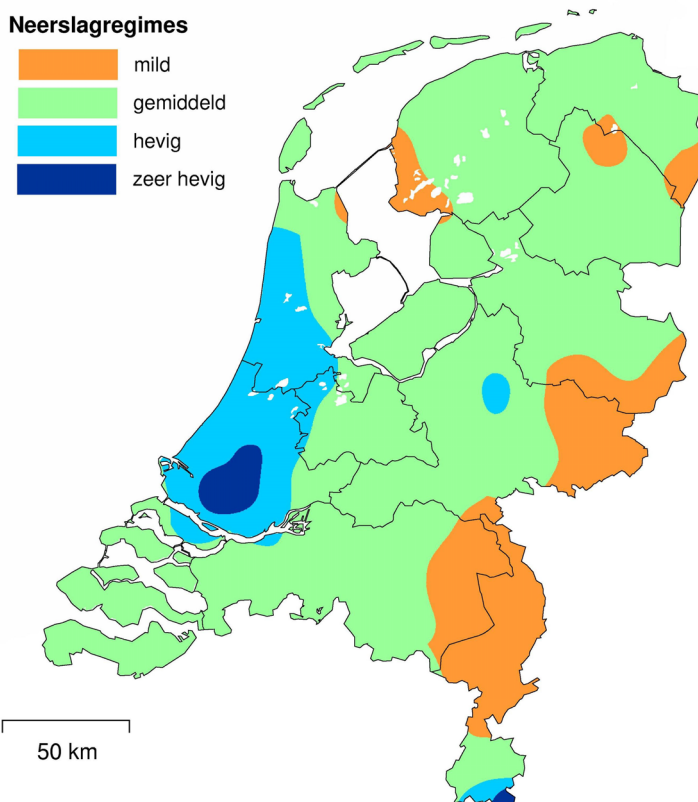 Neerslagregimes
mild
gemiddeld
hevig
zeer hevig
50 km